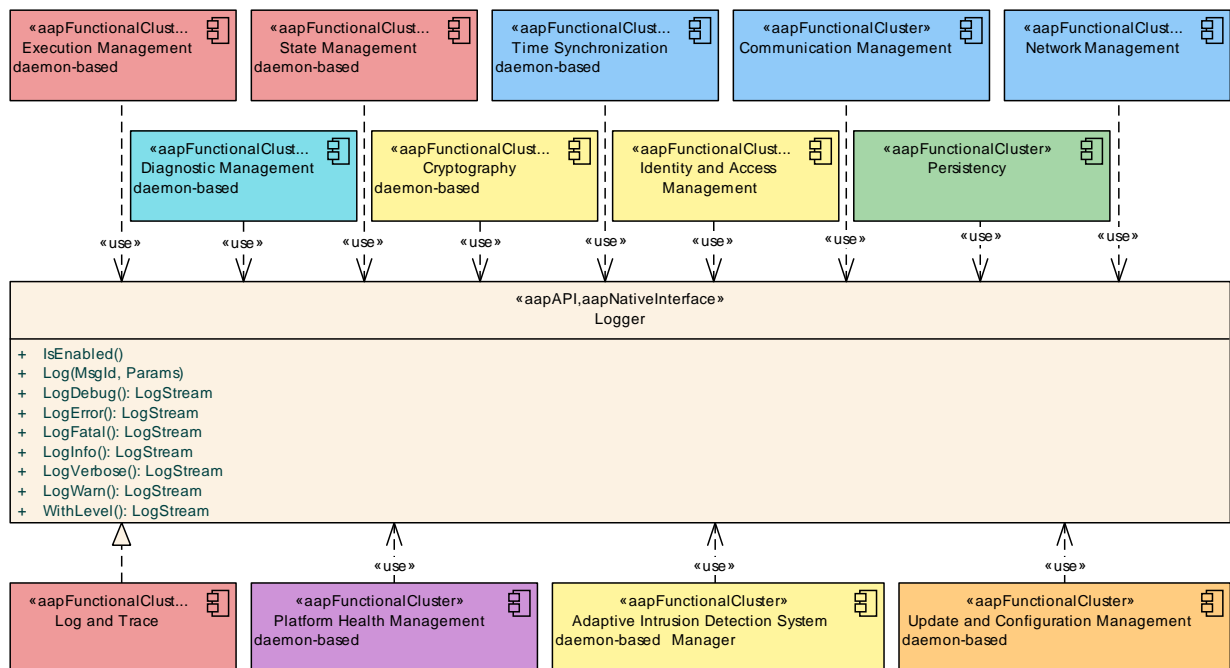 «aapFunctionalClust...
Execution Management
daemon-based
«aapFunctionalClust...
State Management
daemon-based
«aapFunctionalClust...
Time Synchronization
daemon-based
«aapFunctionalCluster»
Communication Management
«aapFunctionalClust...
Network Management
«aapFunctionalClust...
Diagnostic Management
daemon-based
«aapFunctionalClust...
Cryptography
daemon-based
«aapFunctionalClust...
Identity and Access
Management
«aapFunctionalCluster»
Persistency
«use» «use» «use» «use» «use» «use» «use» «use» «use»
«aapAPI,aapNativeInterface»
Logger
+ IsEnabled()
+ Log(MsgId, Params)
+ LogDebug(): LogStream
+ LogError(): LogStream
+ LogFatal(): LogStream
+ LogInfo(): LogStream
+ LogVerbose(): LogStream
+ LogWarn(): LogStream
+ WithLevel(): LogStream
«use» «use» «use»
«aapFunctionalClust...
Log and Trace
«aapFunctionalCluster»
Platform Health Management
daemon-based
«aapFunctionalCluster»
Adaptive Intrusion Detection System
daemon-based Manager
«aapFunctionalCluster»
Update and Configuration Management
daemon-based